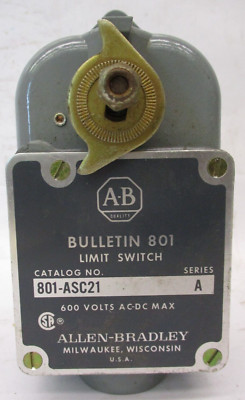 A-B
QUALITY
BULLETIN 801
LIMIT SWITCH
CATALOG NO. SERIES
801-ASC21 A
600 VOLTS AC-DC MAX
SA
ALLEN-BRADLEY
MILWAUKEE, WISCONSIN
U.S.A.